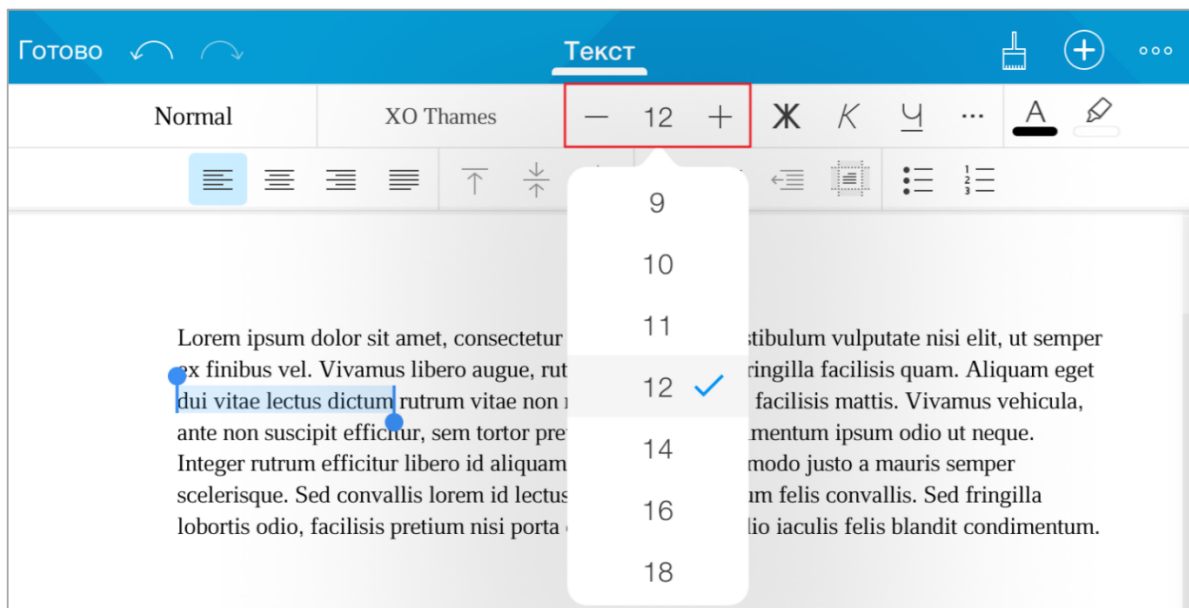 Готово Текст
Normal XO Thames — 12 + Ж К Ч ... A
9
10
11
12
14
16
18
Lorem ipsum dolor sit amet, consectetur stibulum vulputate nisi elit, ut semper
ex finibus vel. Vivamus libero augue, rut ringilla facilisis quam. Aliquam eget
dui vitae lectus dictum rutrum vitae non facilisis mattis. Vivamus vehicula,
ante non suscipit efficitur, sem tortor pre imentum ipsum odio ut neque.
Integer rutrum efficitur libero id aliquam modo justo a mauris semper
scelerisque. Sed convallis lorem id lectus um felis convallis. Sed fringilla
lobortis odio, facilisis pretium nisi porta lio iaculis felis blandit condimentum.